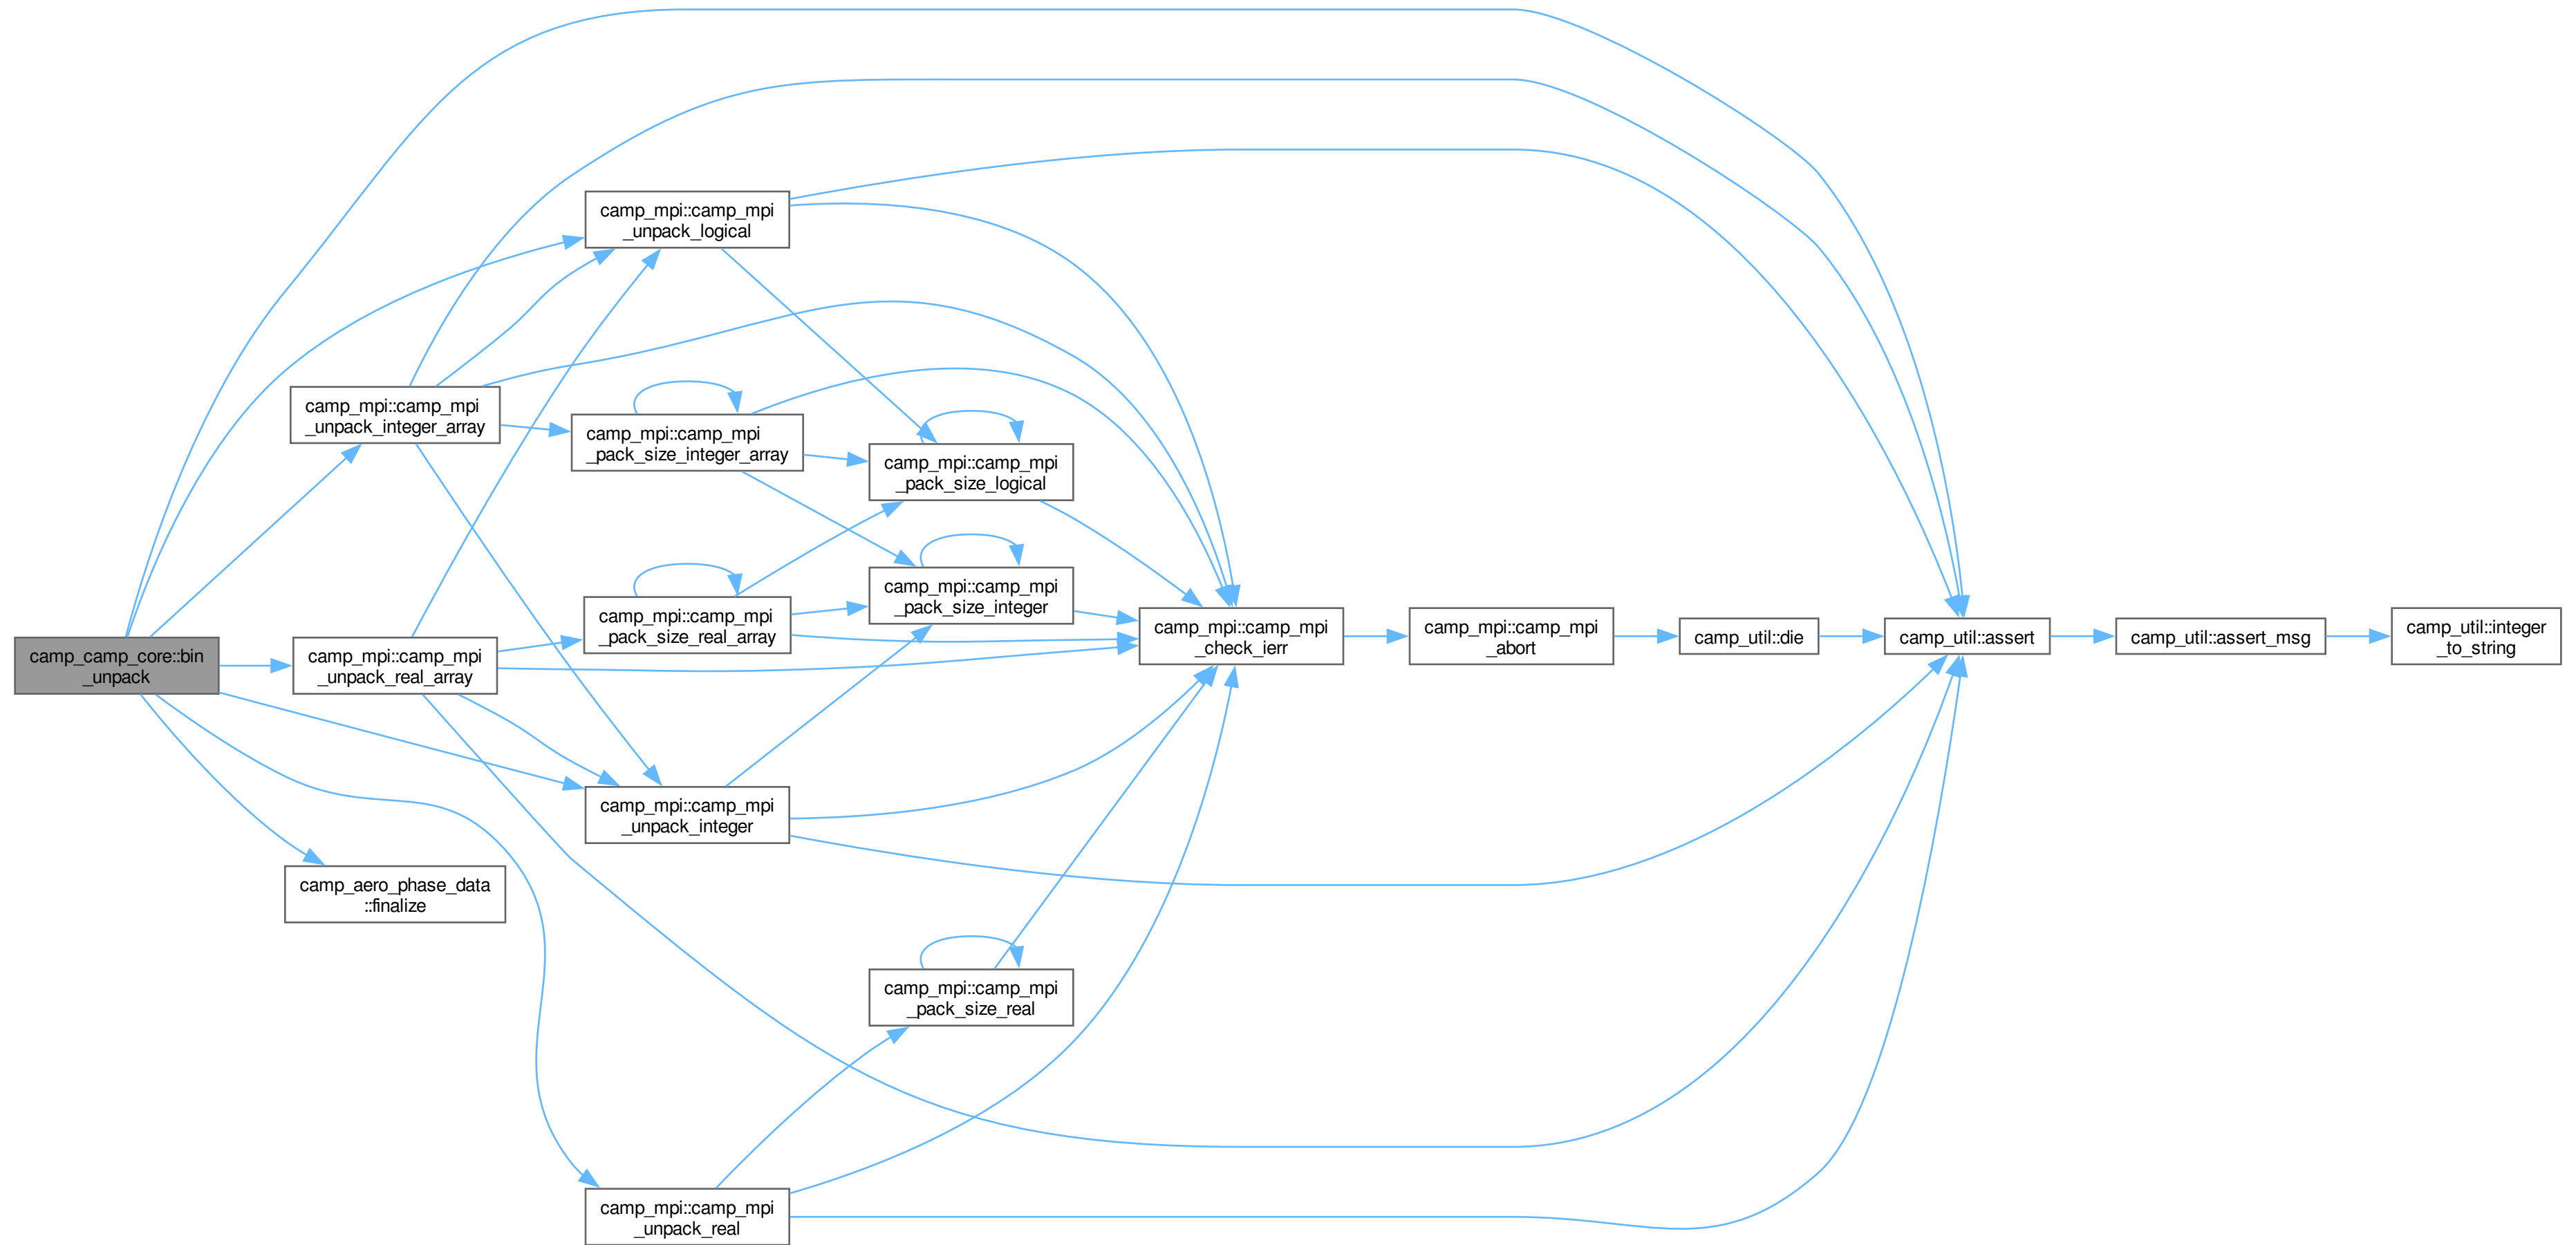 camp_mpi::camp_mpi
_unpack_logical
camp_mpi::camp_mpi
_unpack_integer_array
camp_mpi::camp_mpi
_pack_size_integer_array
camp_mpi::camp_mpi
_pack_size_logical
camp_mpi::camp_mpi
_pack_size_integer
camp_mpi::camp_mpi
_pack_size_real_array
camp_camp_core::bin
_unpack
camp_mpi::camp_mpi
_unpack_real_array
camp_mpi::camp_mpi
_check_ierr
camp_mpi::camp_mpi
_abort
camp_util::die
camp_util::assert
camp_util::assert_msg
camp_util::integer
_to_string
camp_mpi::camp_mpi
_unpack_integer
camp_aero_phase_data
::finalize
camp_mpi::camp_mpi
_pack_size_real
camp_mpi::camp_mpi
_unpack_real